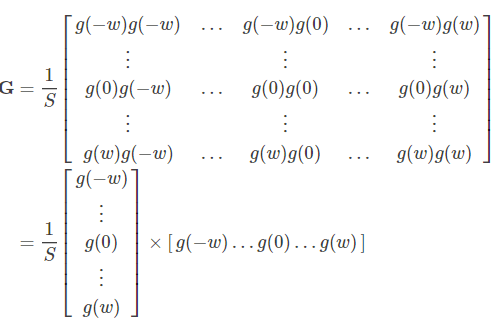 G = 1/S [ g(−w)g(−w) … g(−w)g(0) … g(−w)g(w)
⋮ ⋮ ⋮
g(0)g(−w) … g(0)g(0) … g(0)g(w)
⋮ ⋮ ⋮
g(w)g(−w) … g(w)g(0) … g(w)g(w) ]
= 1/S [ g(−w)
⋮
g(0)
⋮
g(w) ] × [ g(−w) … g(0) … g(w) ]